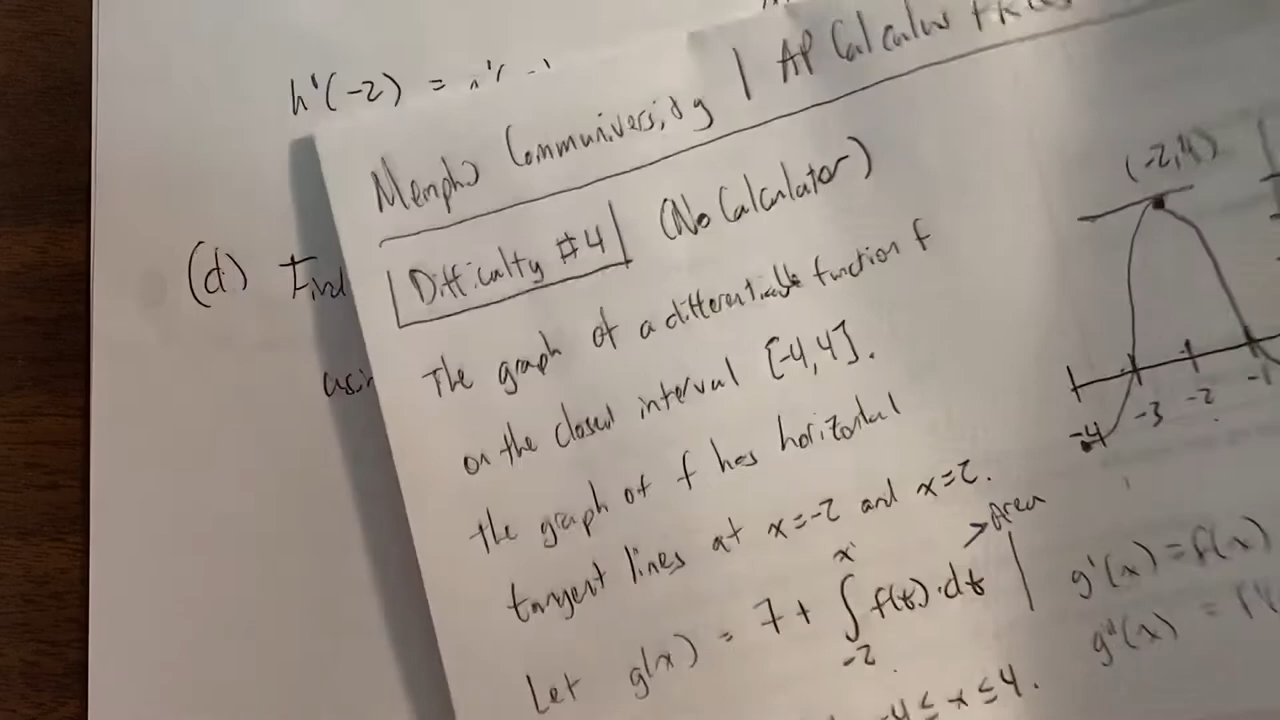 h'(-2) =
(d) Find
usin
Memphis Communiversity | AP Calculus
Difficulty #4 (No Calculator)
The graph of a differentiable function f
on the closed interval [-4,4].
the graph of f has horizontal
tangent lines at x=-2 and x=2.
> Area
Let g(x) = 7 + ∫_{-2}^{x} f(t)·dt
-4 ≤ x ≤ 4.
(-2,4)
-4 -3 -2 -1
g'(x) = f(x)
g"(x) =